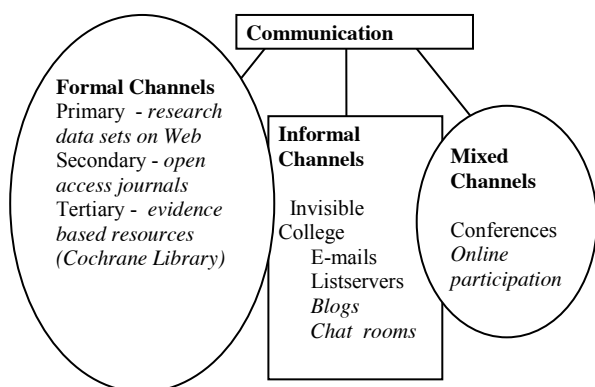 Communication
Formal Channels
Primary - research
data sets on Web
Secondary - open
access journals
Tertiary - evidence
based resources
(Cochrane Library)
Informal
Channels
Invisible
College
E-mails
Listservers
Blogs
Chat rooms
Mixed
Channels
Conferences
Online
participation